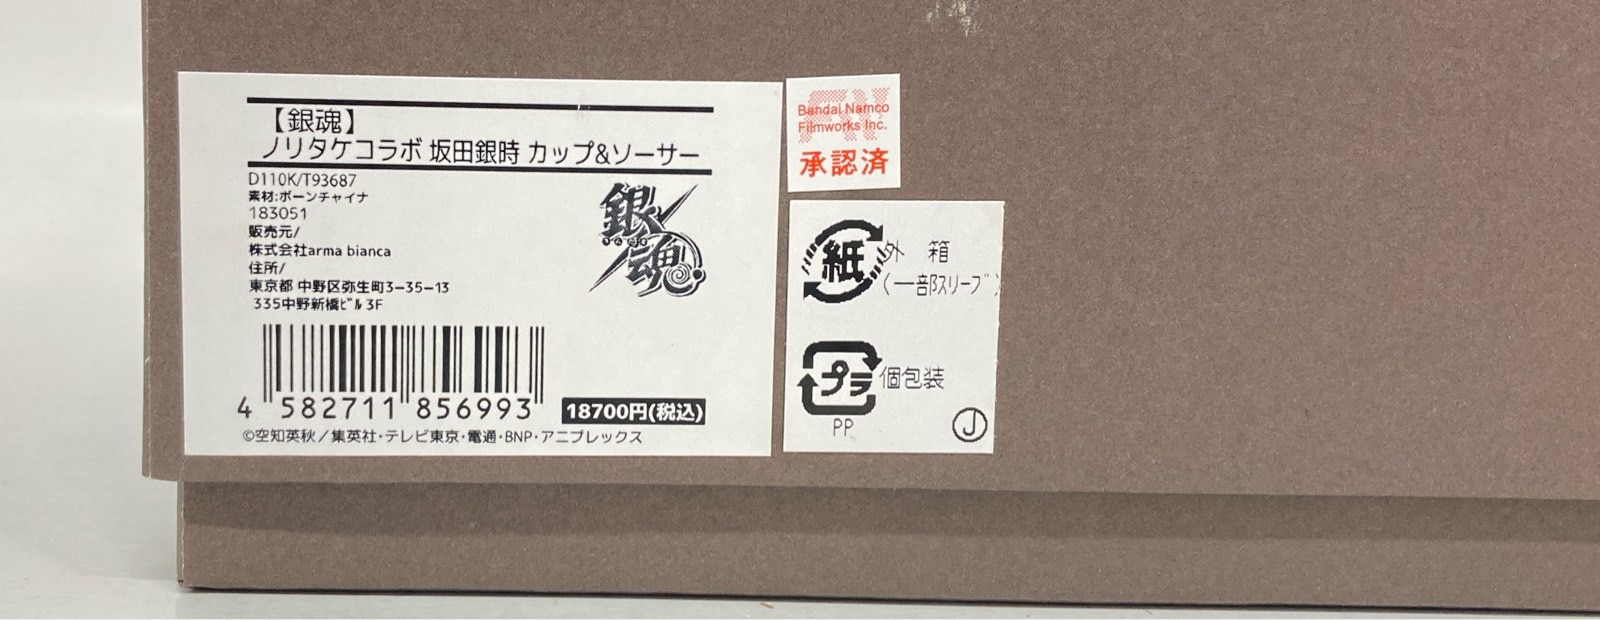 【銀魂】
ノリタケコラボ 坂田銀時 カップ&ソーサー
D110K/T93687
素材:ボーンチャイナ
183051
販売元/
株式会社arma bianca
住所/
東京都 中野区弥生町3-35-13
335中野新橋ビル3F
銀魂
4 582711 856993
18700円(税込)
©空知英秋/集英社・テレビ東京・電通・BNP・アニプレックス
Bandai Namco
Filmworks Inc.
承認済
紙 外 箱
(一部スリーブ)
プラ 個包装
PP
J